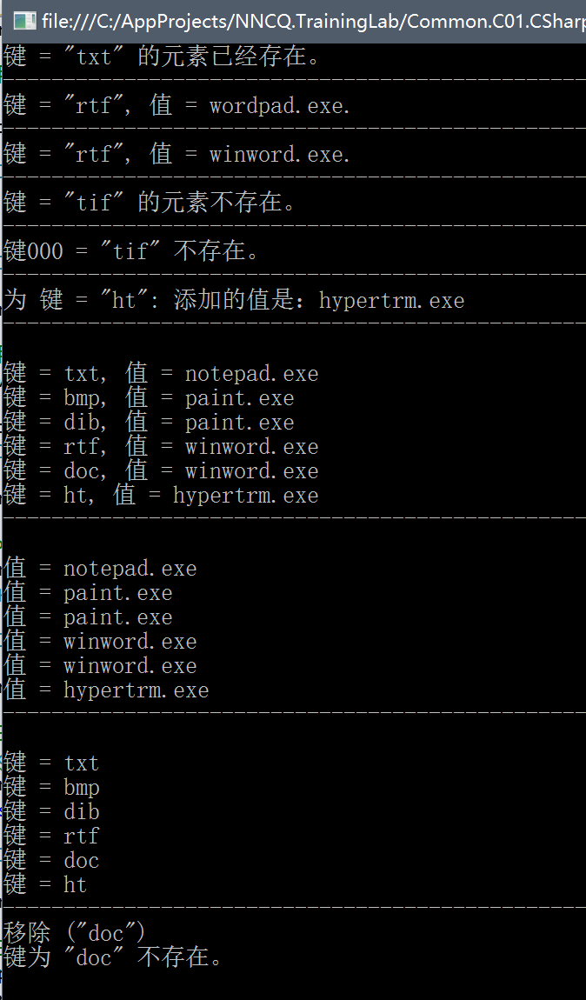 file:///C:/AppProjects/NNCQ.TrainingLab/Common.C01.CSharp
键 = "txt" 的元素已经存在。
键 = "rtf", 值 = wordpad.exe.
键 = "rtf", 值 = winword.exe.
键 = "tif" 的元素不存在。
键000 = "tif" 不存在。
为 键 = "ht": 添加的值是：hypertrm.exe
键 = txt, 值 = notepad.exe
键 = bmp, 值 = paint.exe
键 = dib, 值 = paint.exe
键 = rtf, 值 = winword.exe
键 = doc, 值 = winword.exe
键 = ht, 值 = hypertrm.exe
值 = notepad.exe
值 = paint.exe
值 = paint.exe
值 = winword.exe
值 = winword.exe
值 = hypertrm.exe
键 = txt
键 = bmp
键 = dib
键 = rtf
键 = doc
键 = ht
移除 ("doc")
键为 "doc" 不存在。